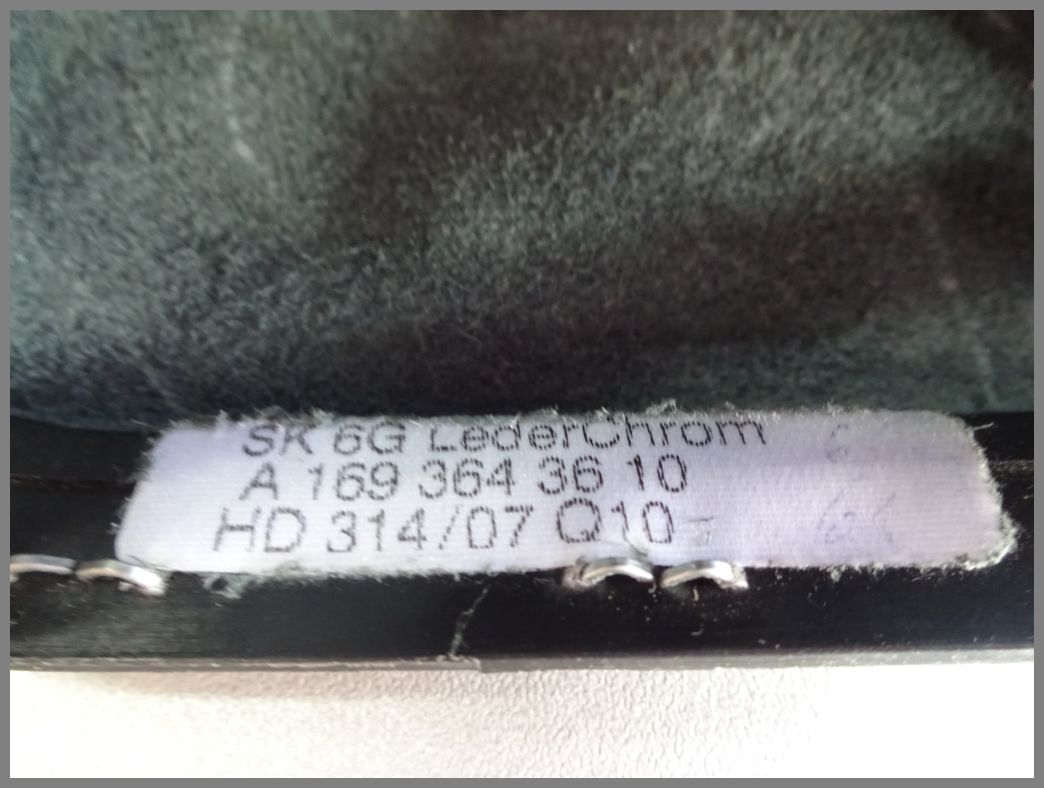 SK 6G LederChrom
A 169 364 36 10
HD 314/07 Q10-